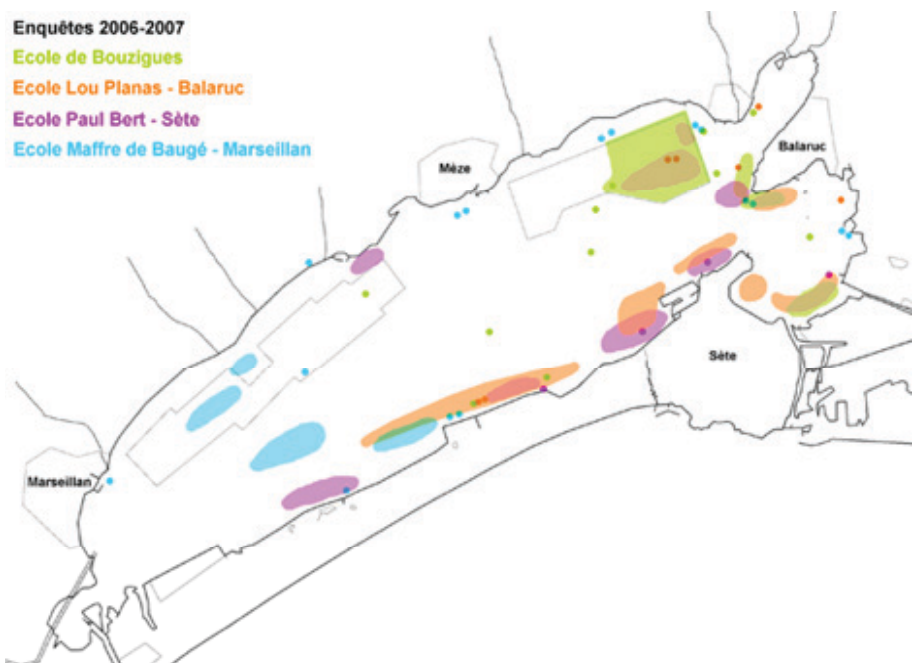 Enquêtes 2006-2007
Ecole de Bouzigues
Ecole Lou Planas - Balaruc
Ecole Paul Bert - Sète
Ecole Maffre de Baugé - Marseillan
Balaruc
Mèze
Sète
Marseillan